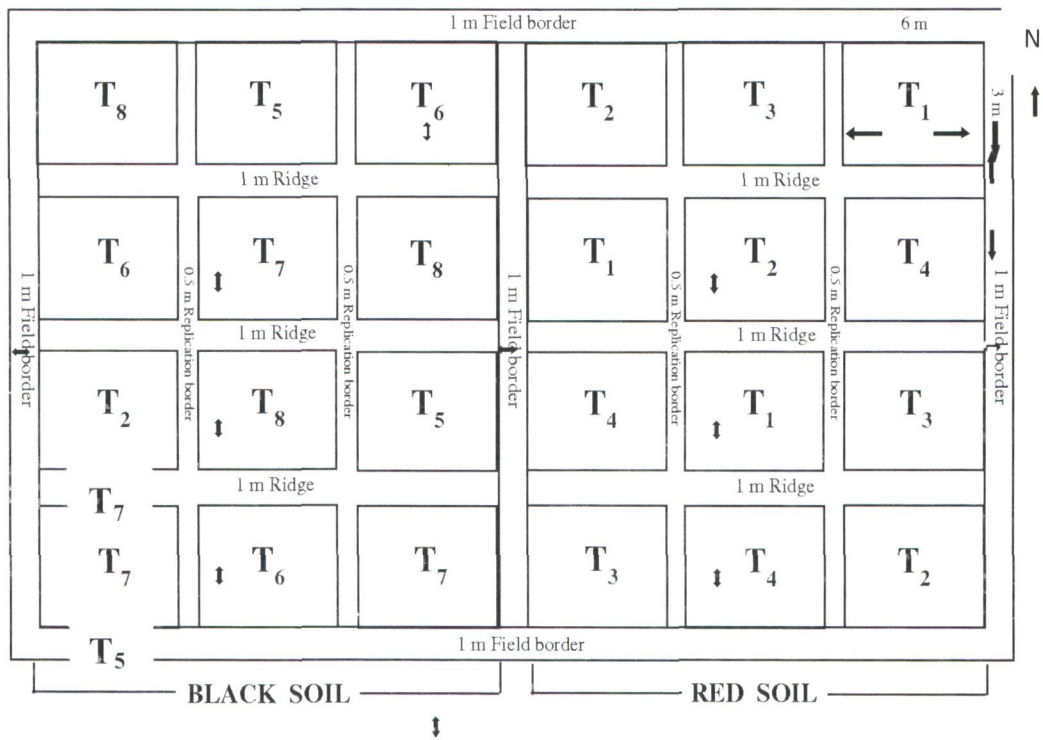 1 m Field border
6 m
N
T8 T5 T6 T2 T3 T1
3 m
1 m Ridge 1 m Ridge
T6 T7 T8 T1 T2 T4
1 m Field border
0.5 m Replication border
0.5 m Replication border
1 m Field border
0.5 m Replication border
0.5 m Replication border
1 m Field border
1 m Ridge 1 m Ridge
T2 T8 T5 T4 T1 T3
1 m Ridge 1 m Ridge
T7
T7 T6 T7 T3 T4 T2
T5
1 m Field border
BLACK SOIL RED SOIL